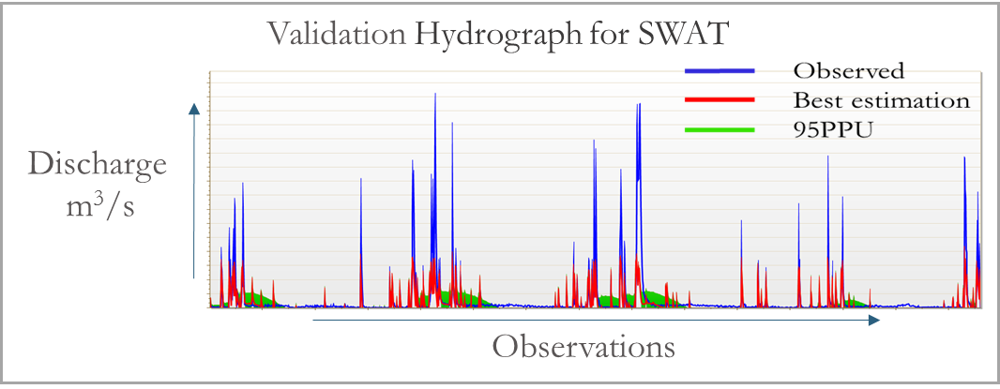 Validation Hydrograph for SWAT
Observed
Best estimation
95PPU
Discharge
m³/s
Observations